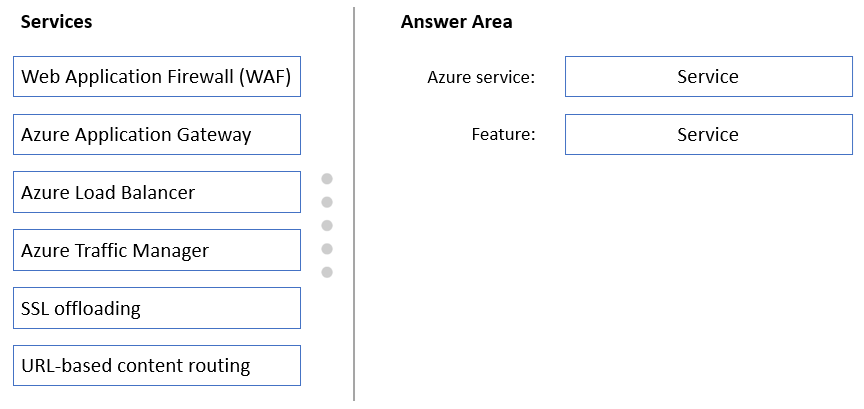 Services
Web Application Firewall (WAF)
Azure Application Gateway
Azure Load Balancer
Azure Traffic Manager
SSL offloading
URL-based content routing
Answer Area
Azure service: Service
Feature: Service